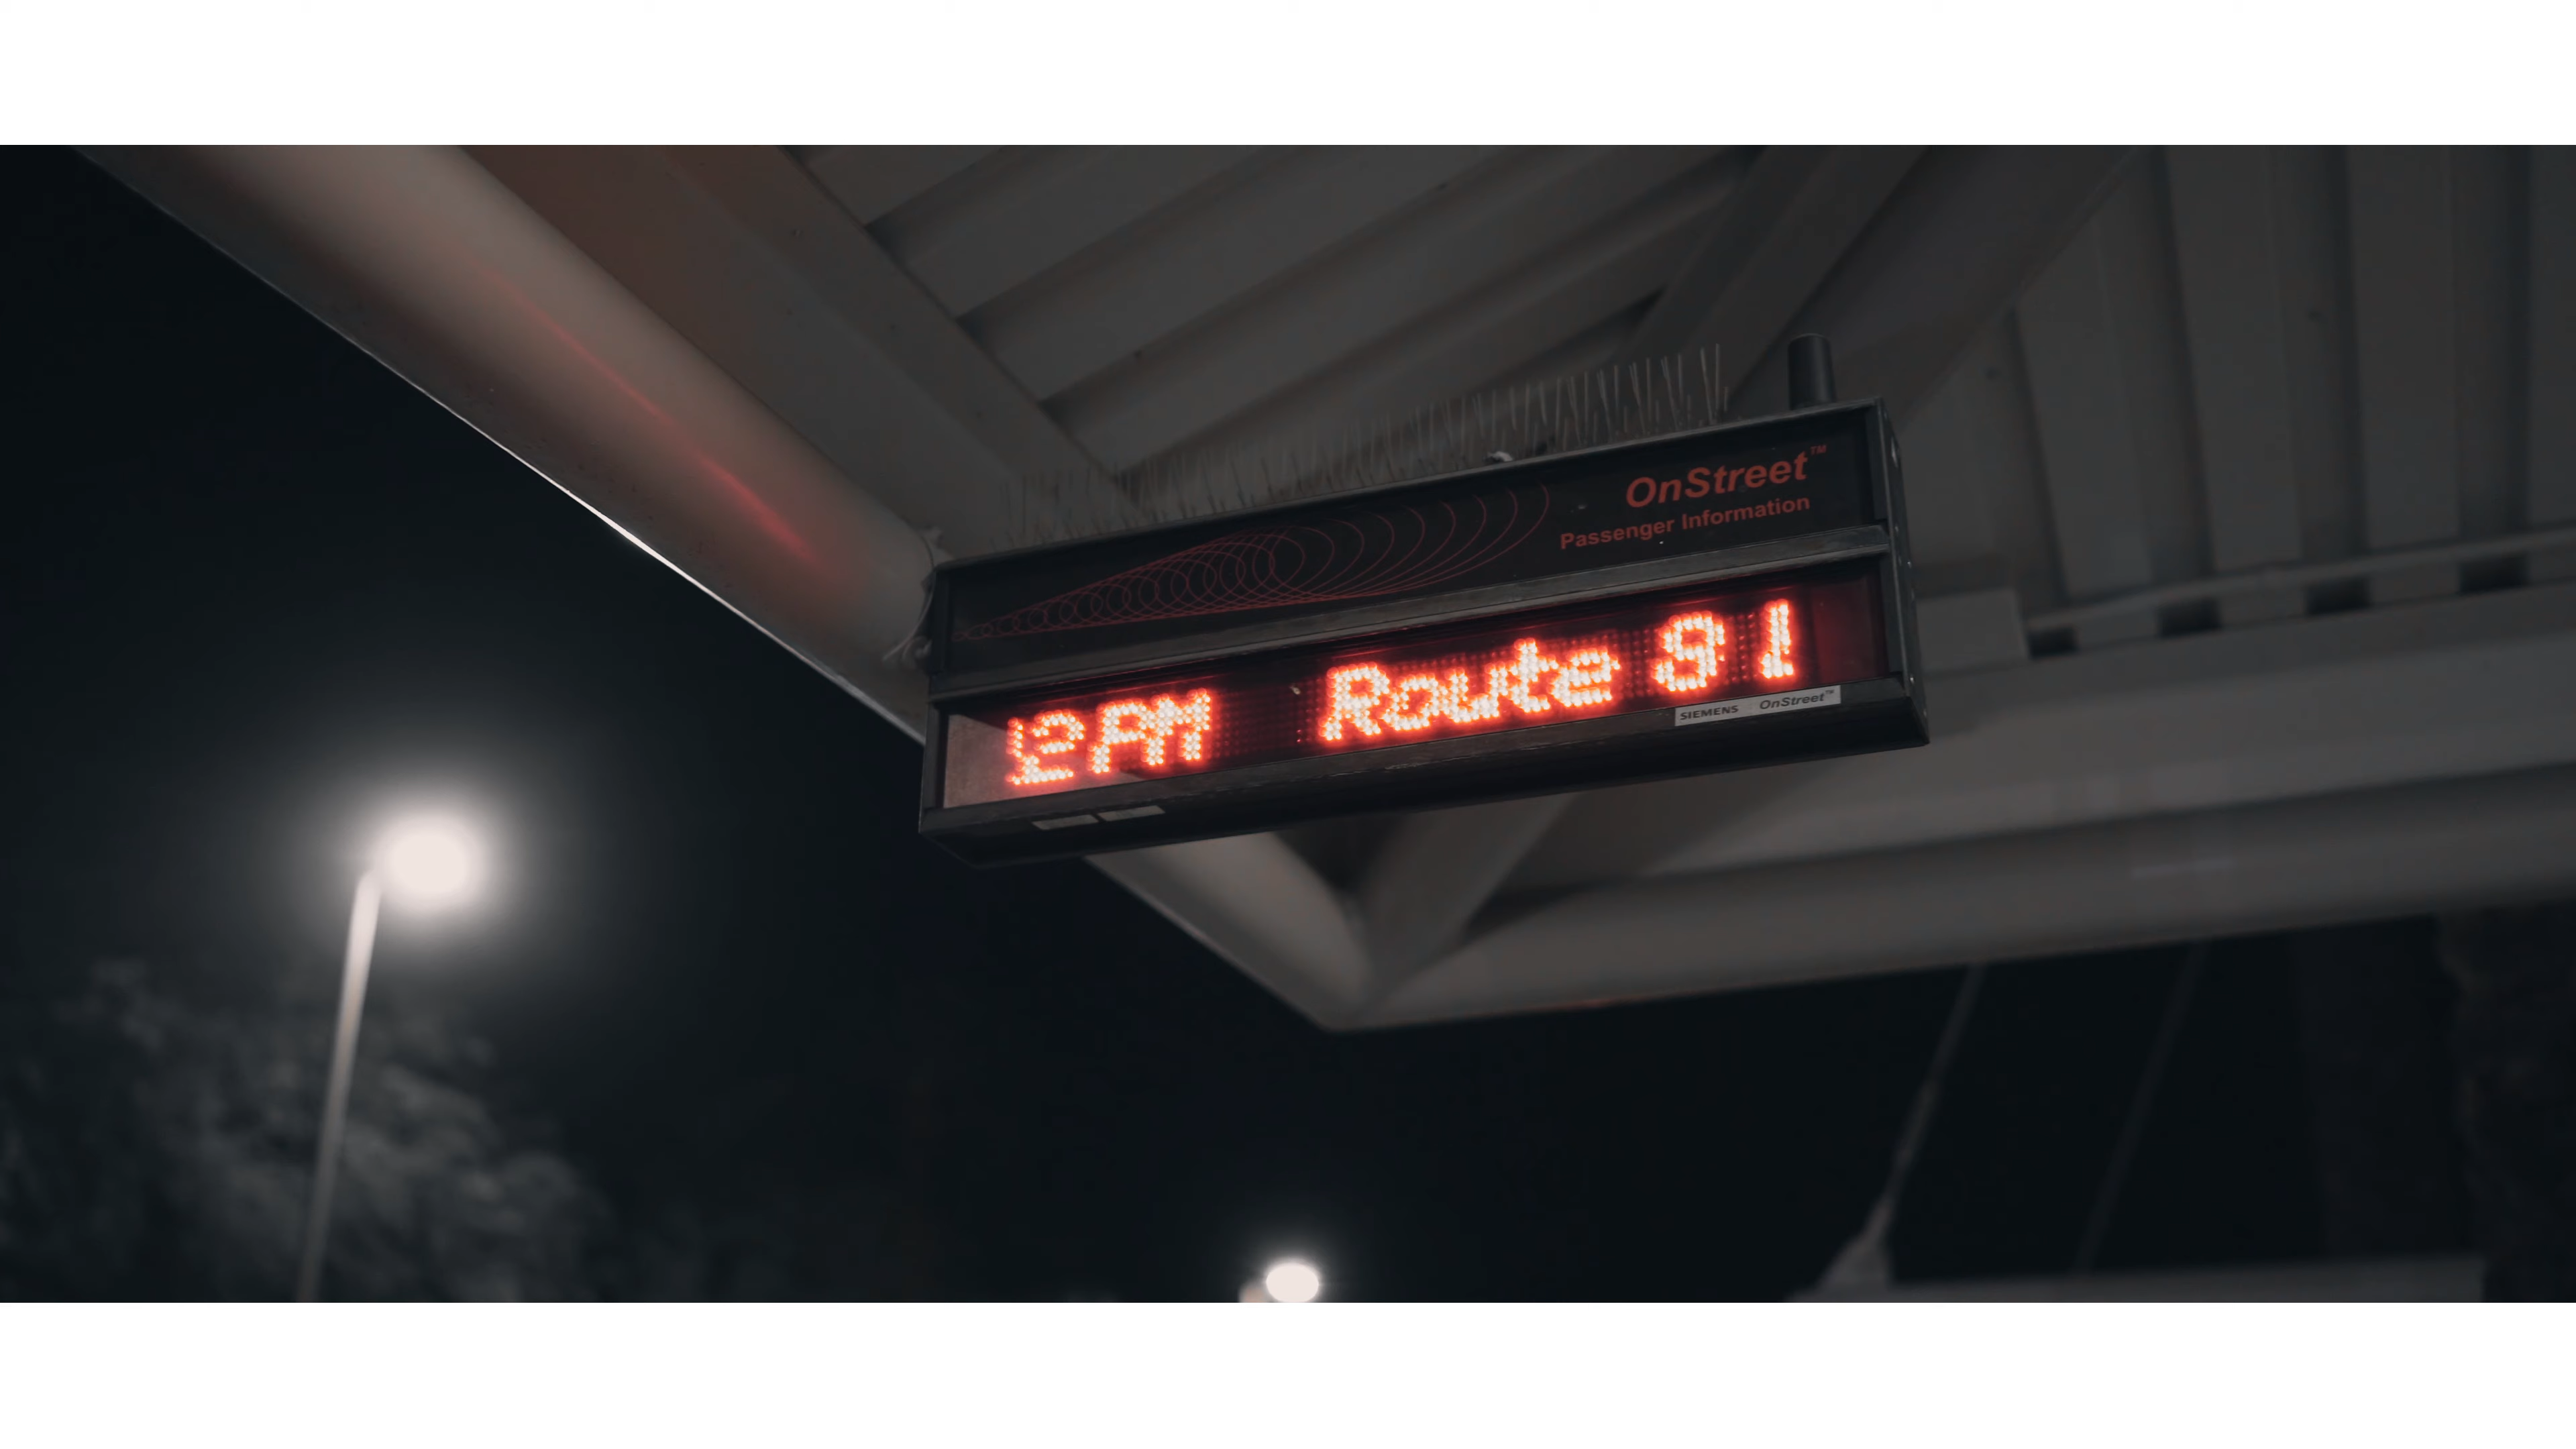 OnStreet™
Passenger Information
12AM Route 91
SIEMENS OnStreet™